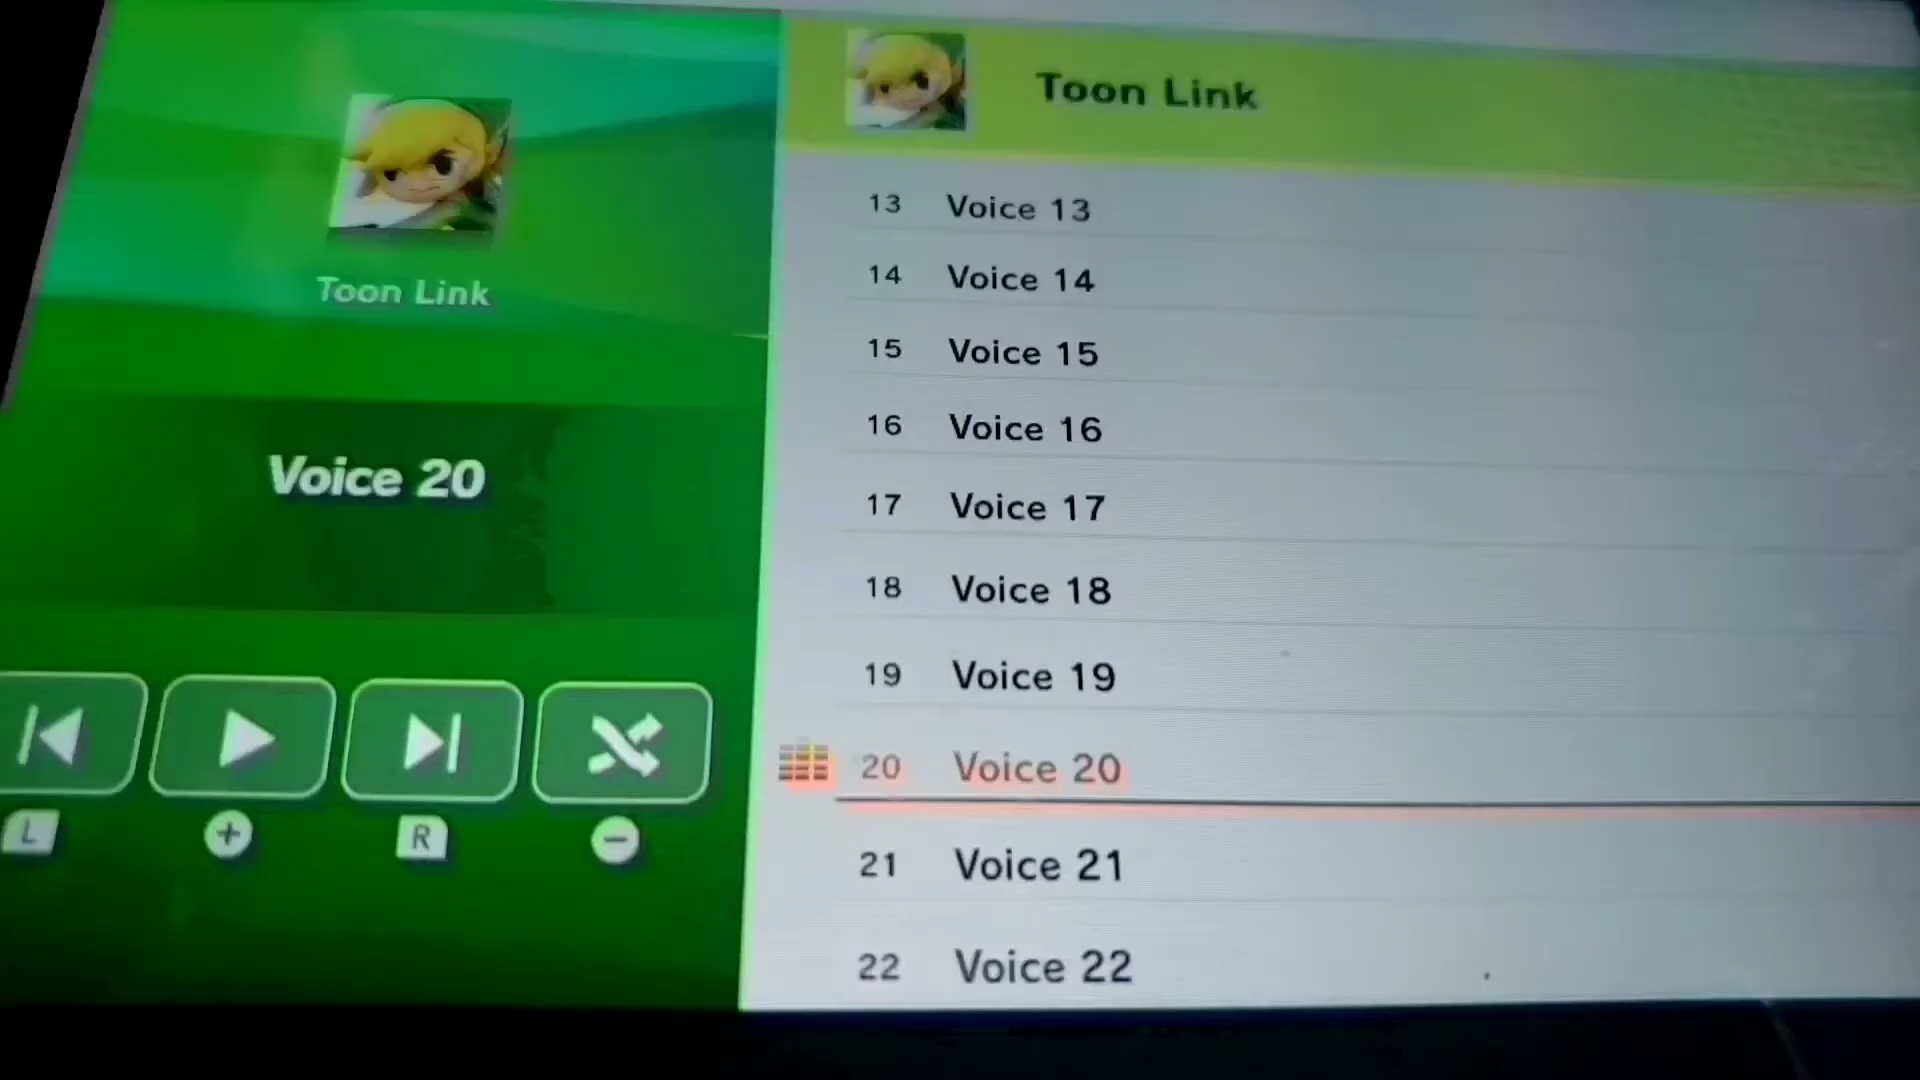 Toon Link
Voice 20
L
+
R
-
Toon Link
13 Voice 13
14 Voice 14
15 Voice 15
16 Voice 16
17 Voice 17
18 Voice 18
19 Voice 19
20 Voice 20
21 Voice 21
22 Voice 22